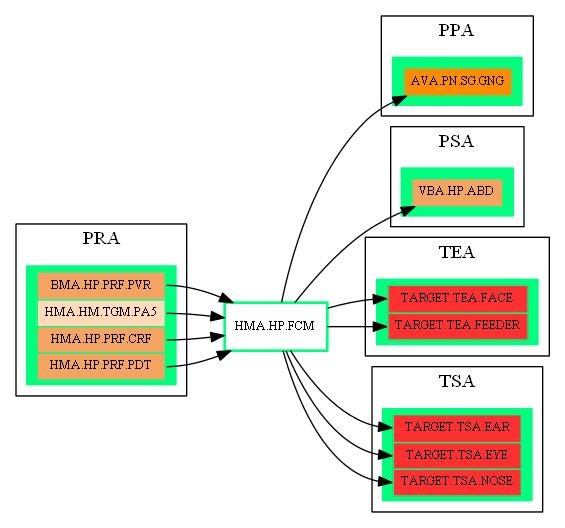 PPA
AVA.PN.SG.GNG
PSA
VBA.HP.ABD
PRA
BMA.HP.PRF.PVR
HMA.HM.TGM.PA5
HMA.HP.PRF.CRF
HMA.HP.PRF.PDT
HMA.HP.FCM
TEA
TARGET.TEA.FACE
TARGET.TEA.FEEDER
TSA
TARGET.TSA.EAR
TARGET.TSA.EYE
TARGET.TSA.NOSE